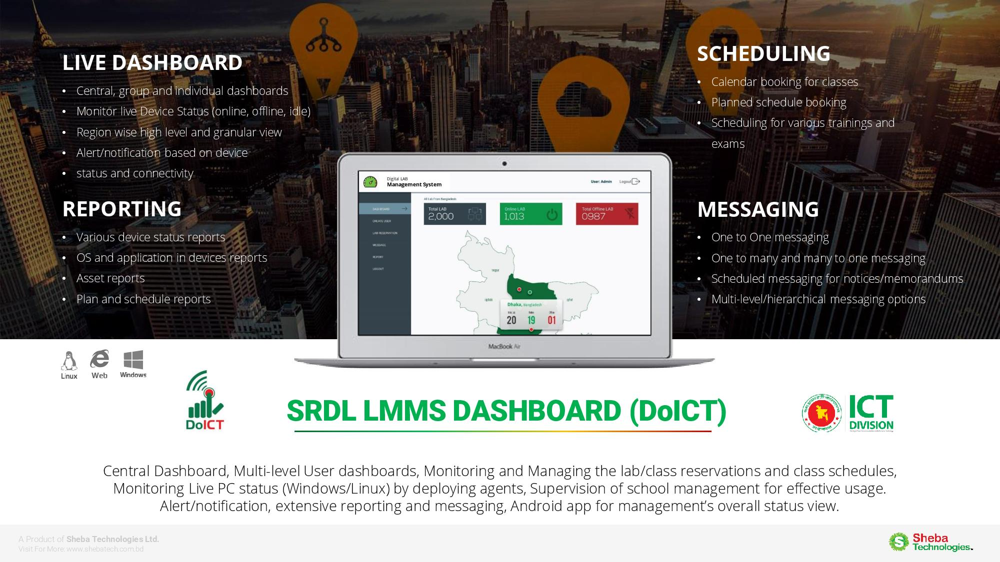 LIVE DASHBOARD
• Central, group and individual dashboards
• Monitor live Device Status (online, offline, idle)
• Region wise high level and granular view
• Alert/notification based on device
• status and connectivity
REPORTING
• Various device status reports
• OS and application in devices reports
• Asset reports
• Plan and schedule reports
SCHEDULING
• Calendar booking for classes
• Planned schedule booking
• Scheduling for various trainings and
exams
MESSAGING
• One to One messaging
• One to many and many to one messaging
• Scheduled messaging for notices/memorandums
• Multi-level/hierarchical messaging options
Digital LAB
Management System
User: Admin Logout
All Lab From Bangladesh
DASHBOARD
CREATE USER
LAB RESERVATION
MESSAGE
REPORT
LOGOUT
Total LAB
2,000
Online LAB
1,013
Total Offline LAB
0987
Dhaka, Bangladesh
20 19 01
MacBook Air
Linux Web Windows
DoICT
SRDL LMMS DASHBOARD (DoICT)
ICT
DIVISION
Central Dashboard, Multi-level User dashboards, Monitoring and Managing the lab/class reservations and class schedules,
Monitoring Live PC status (Windows/Linux) by deploying agents, Supervision of school management for effective usage.
Alert/notification, extensive reporting and messaging, Android app for management’s overall status view.
A Product of Sheba Technologies Ltd.
Visit For More: www.shebatech.com.bd
Sheba
Technologies